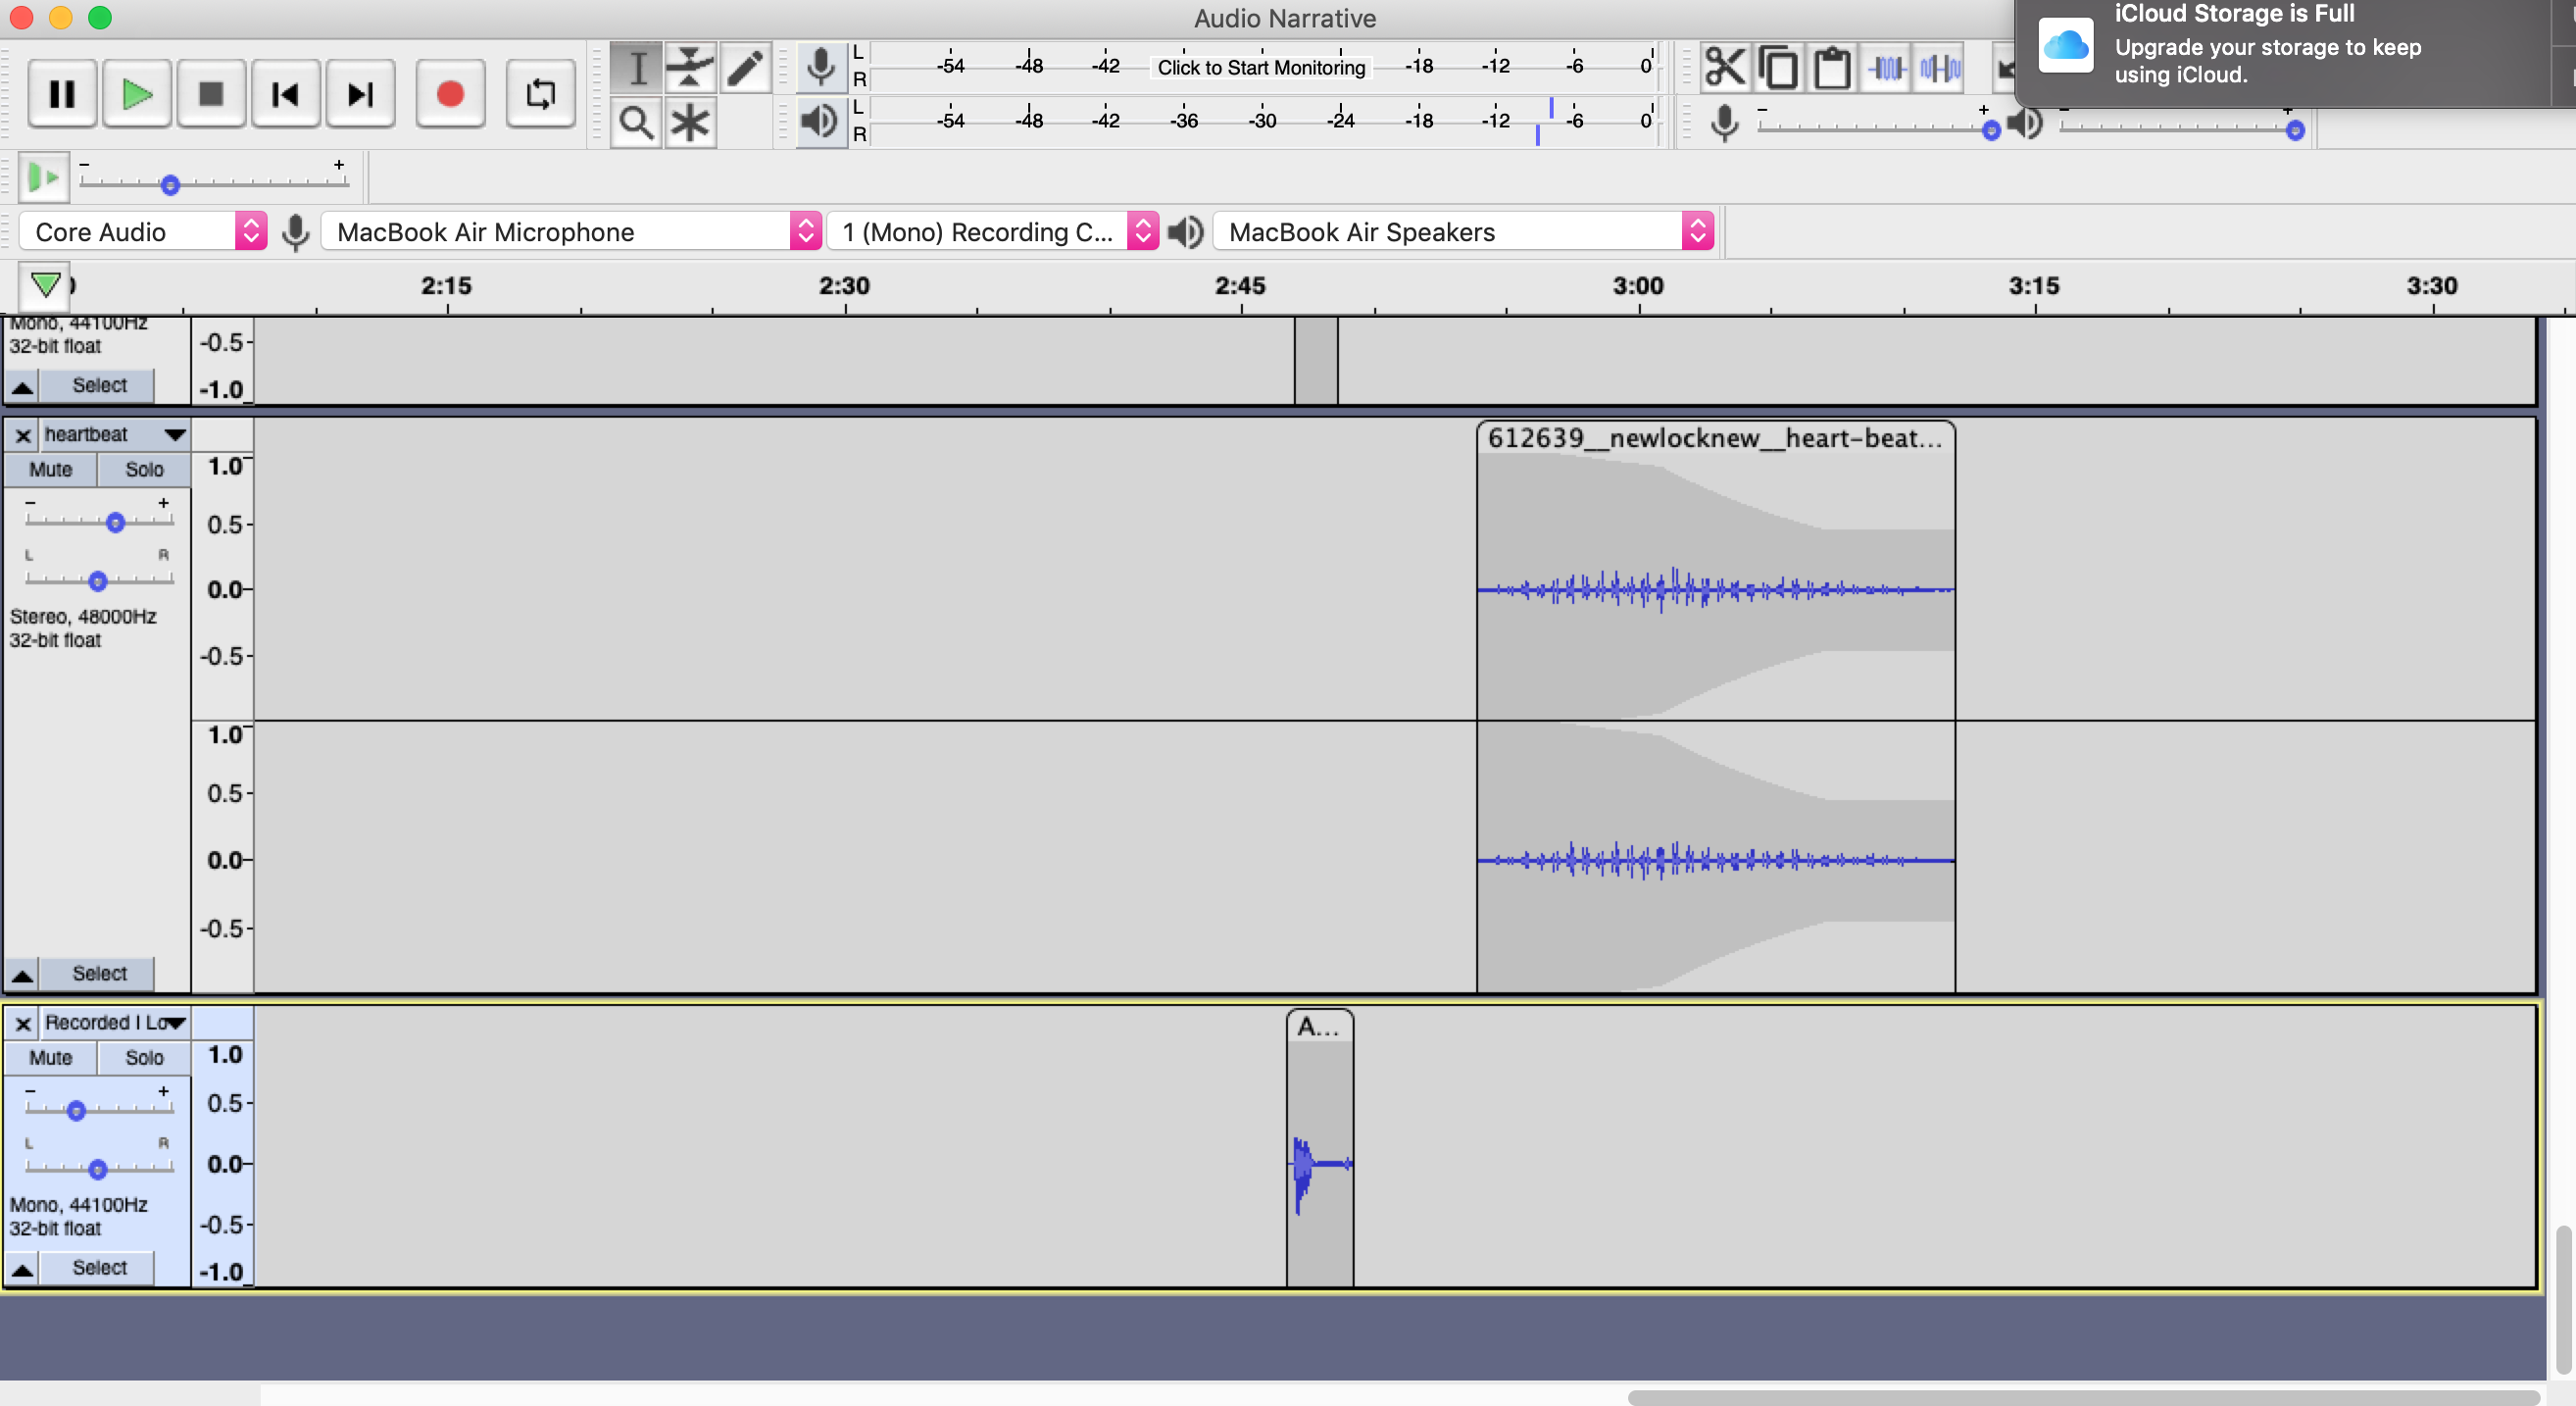 Audio Narrative
iCloud Storage is Full
Upgrade your storage to keep
using iCloud.
L
R
-54 -48 -42 Click to Start Monitoring -18 -12 -6 0
L
R
-54 -48 -42 -36 -30 -24 -18 -12 -6 0
- +
- +
- +
Core Audio MacBook Air Microphone 1 (Mono) Recording C... MacBook Air Speakers
2:15 2:30 2:45 3:00 3:15 3:30
Mono, 44100Hz
32-bit float
Select
-0.5
-1.0
heartbeat
Mute Solo
- +
L R
Stereo, 48000Hz
32-bit float
Select
1.0
0.5
0.0
-0.5
1.0
0.5
0.0
-0.5
612639__newlocknew__heart-beat...
Recorded I Lo
Mute Solo
- +
L R
Mono, 44100Hz
32-bit float
Select
1.0
0.5
0.0
-0.5
-1.0
A...